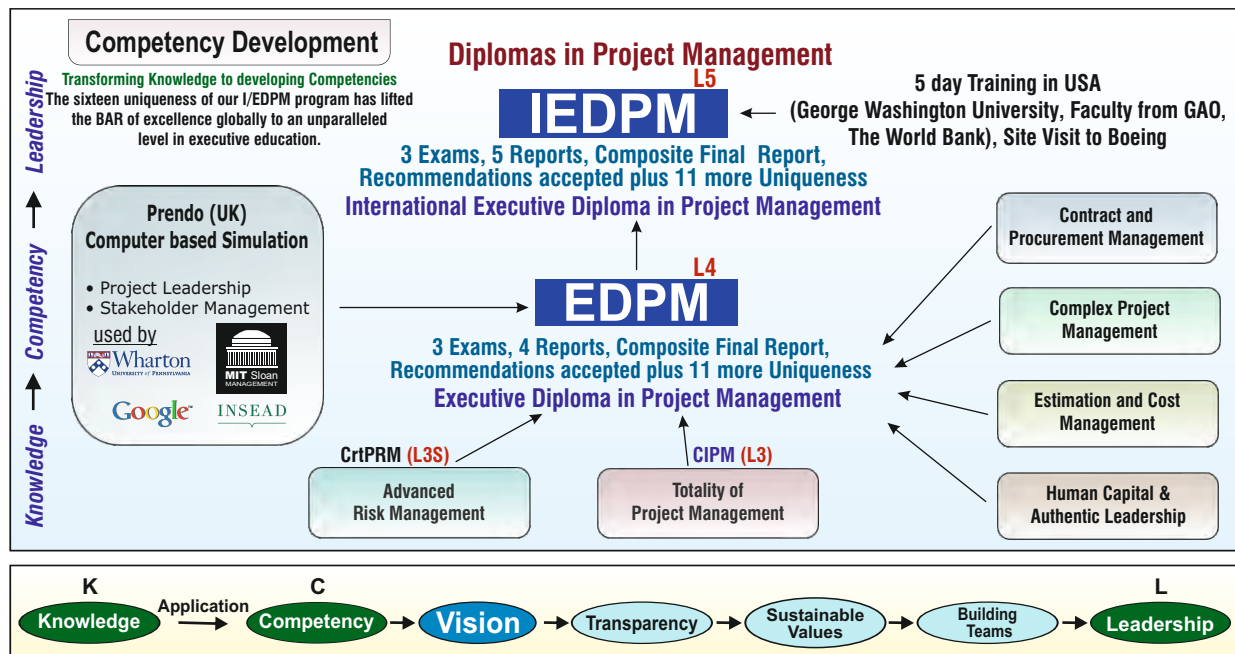 Competency Development
Transforming Knowledge to developing Competencies
The sixteen uniqueness of our I/EDPM program has lifted
the BAR of excellence globally to an unparalleled
level in executive education.
Diplomas in Project Management
L5
IEDPM
3 Exams, 5 Reports, Composite Final Report,
Recommendations accepted plus 11 more Uniqueness
International Executive Diploma in Project Management
5 day Training in USA
(George Washington University, Faculty from GAO,
The World Bank), Site Visit to Boeing
Leadership
Competency
Knowledge
Prendo (UK)
Computer based Simulation
• Project Leadership
• Stakeholder Management
used by
Wharton
UNIVERSITY of PENNSYLVANIA
MIT Sloan
MANAGEMENT
Google™
INSEAD
L4
EDPM
3 Exams, 4 Reports, Composite Final Report,
Recommendations accepted plus 11 more Uniqueness
Executive Diploma in Project Management
Contract and
Procurement Management
Complex Project
Management
Estimation and Cost
Management
Human Capital &
Authentic Leadership
CrtPRM (L3S)
Advanced
Risk Management
CIPM (L3)
Totality of
Project Management
K
Knowledge
Application
C
Competency
Vision
Transparency
Sustainable
Values
Building
Teams
L
Leadership